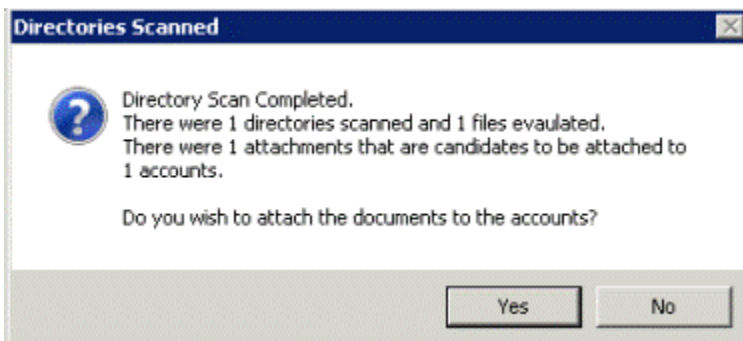 Directories Scanned
Directory Scan Completed.
There were 1 directories scanned and 1 files evaulated.
There were 1 attachments that are candidates to be attached to
1 accounts.
Do you wish to attach the documents to the accounts?
Yes No